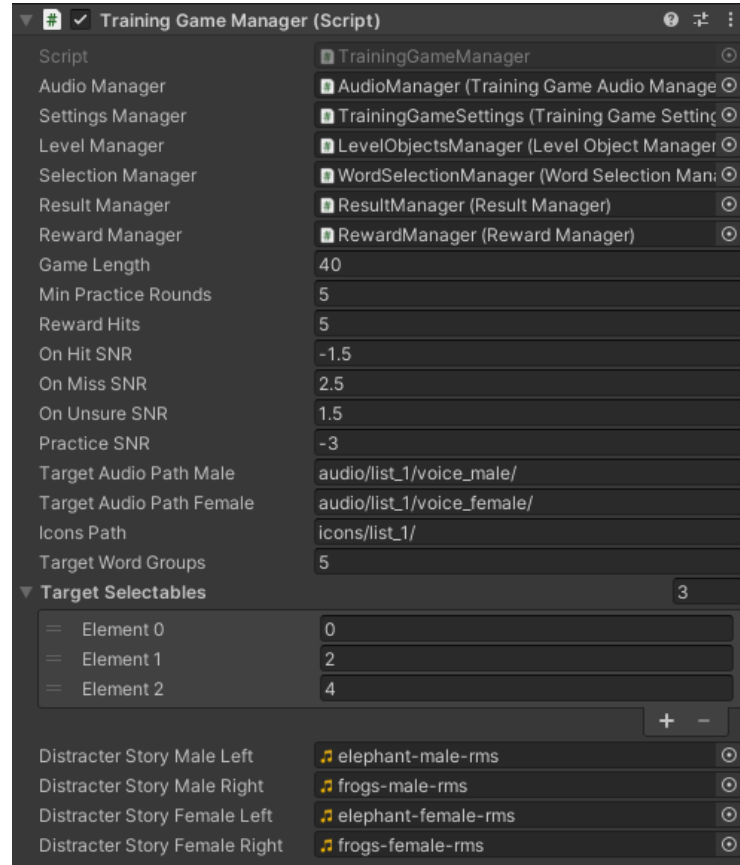 Training Game Manager (Script)
Script TrainingGameManager
Audio Manager AudioManager (Training Game Audio Manage
Settings Manager TrainingGameSettings (Training Game Setting
Level Manager LevelObjectsManager (Level Object Manager
Selection Manager WordSelectionManager (Word Selection Mana
Result Manager ResultManager (Result Manager)
Reward Manager RewardManager (Reward Manager)
Game Length 40
Min Practice Rounds 5
Reward Hits 5
On Hit SNR -1.5
On Miss SNR 2.5
On Unsure SNR 1.5
Practice SNR -3
Target Audio Path Male audio/list_1/voice_male/
Target Audio Path Female audio/list_1/voice_female/
Icons Path icons/list_1/
Target Word Groups 5
Target Selectables 3
Element 0 0
Element 1 2
Element 2 4
Distracter Story Male Left elephant-male-rms
Distracter Story Male Right frogs-male-rms
Distracter Story Female Left elephant-female-rms
Distracter Story Female Right frogs-female-rms